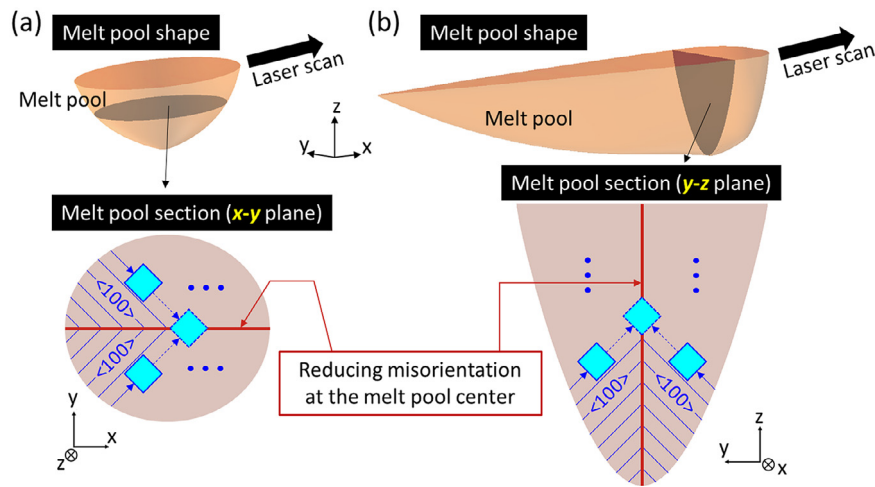 (a)
Melt pool shape
Laser scan
Melt pool
z
y
x
Melt pool section (x-y plane)
<100>
<100>
y
x
z
(b)
Melt pool shape
Laser scan
Melt pool
Melt pool section (y-z plane)
<100>
<100>
z
y
x
Reducing misorientation
at the melt pool center